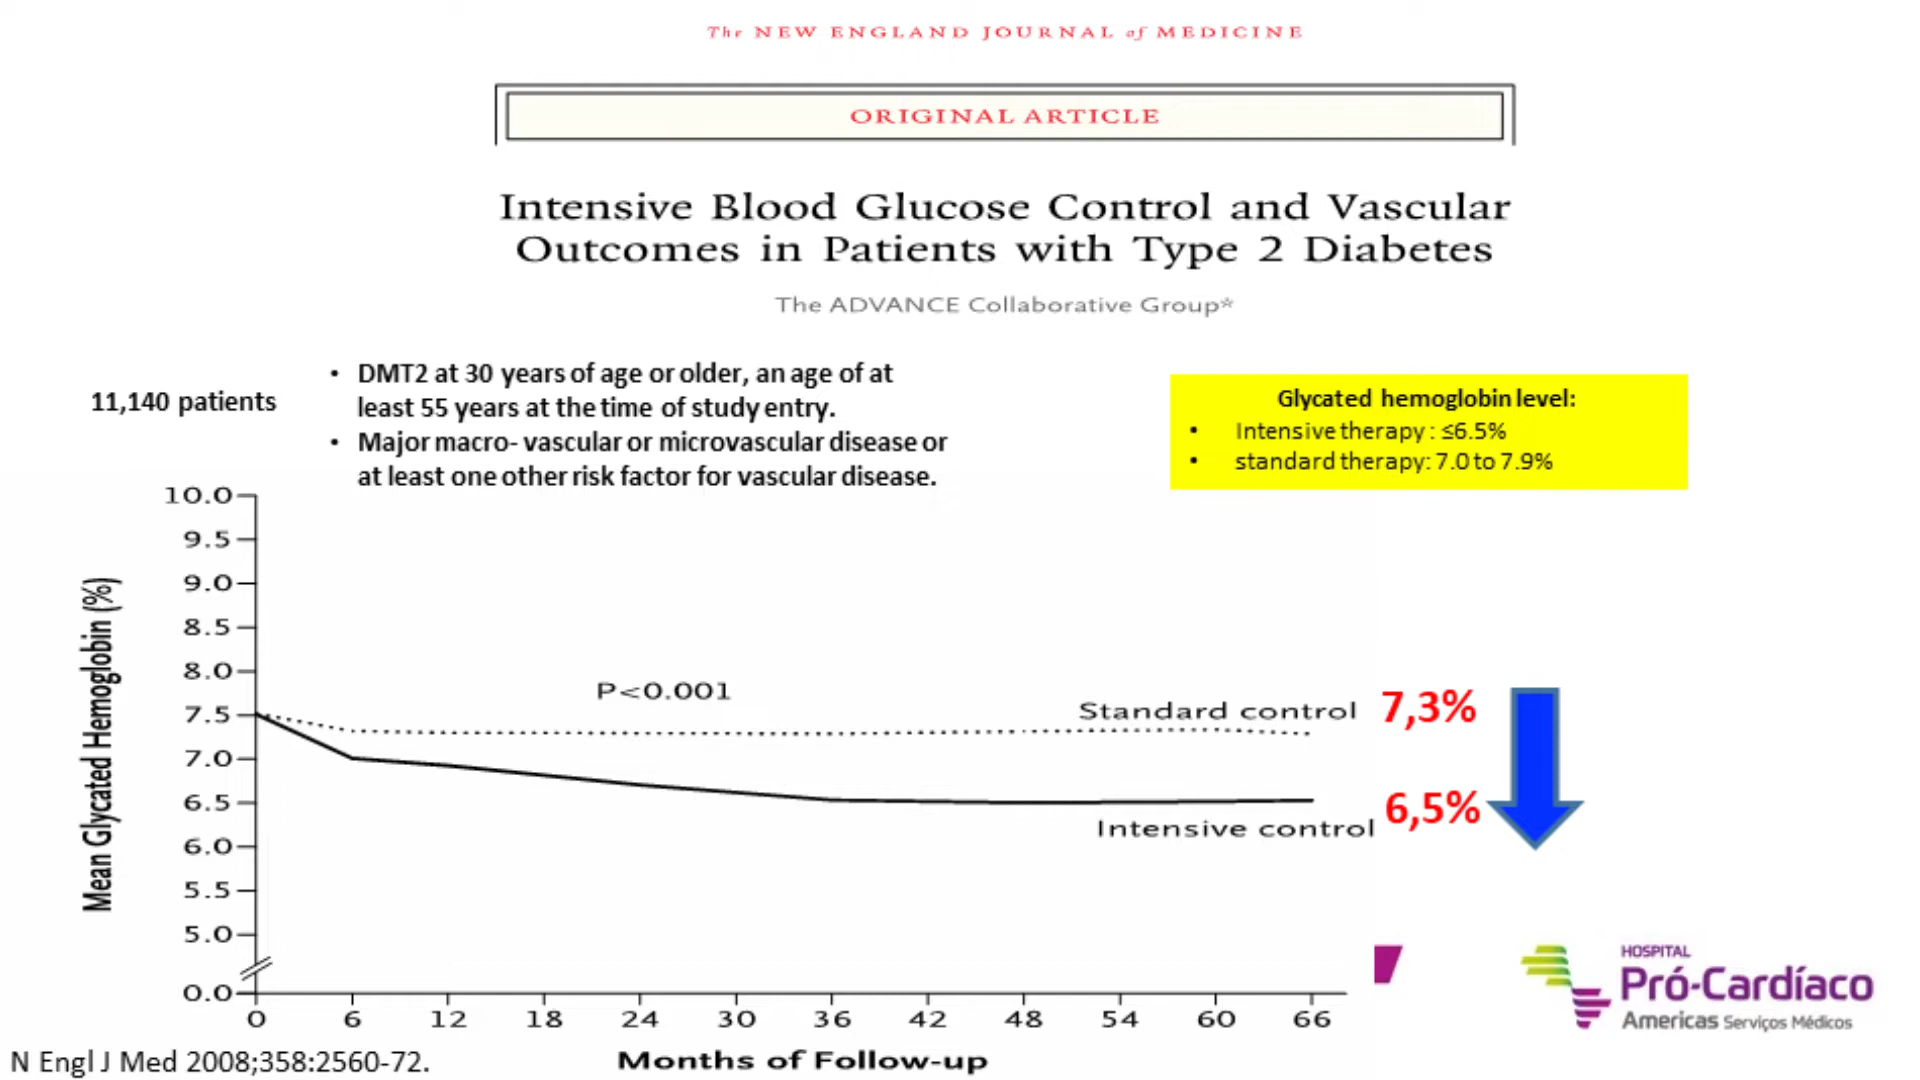 The NEW ENGLAND JOURNAL of MEDICINE
ORIGINAL ARTICLE
Intensive Blood Glucose Control and Vascular
Outcomes in Patients with Type 2 Diabetes
The ADVANCE Collaborative Group*
11,140 patients
• DMT2 at 30 years of age or older, an age of at
least 55 years at the time of study entry.
• Major macro- vascular or microvascular disease or
at least one other risk factor for vascular disease.
Glycated hemoglobin level:
• Intensive therapy : ≤6.5%
• standard therapy: 7.0 to 7.9%
Mean Glycated Hemoglobin (%)
10.0
9.5
9.0
8.5
8.0
7.5
7.0
6.5
6.0
5.5
5.0
0.0
P<0.001
Standard control
7,3%
6,5%
Intensive control
0 6 12 18 24 30 36 42 48 54 60 66
Months of Follow-up
HOSPITAL
Pró-Cardíaco
Americas Serviços Médicos
N Engl J Med 2008;358:2560-72.